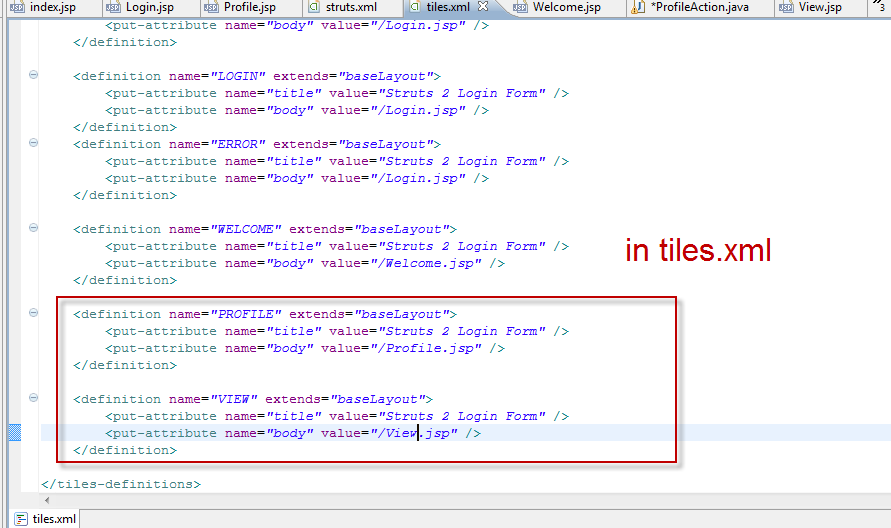 index.jsp Login.jsp Profile.jsp struts.xml tiles.xml Welcome.jsp *ProfileAction.java View.jsp »3
<put-attribute name="body" value="/Login.jsp" />
</definition>
<definition name="LOGIN" extends="baseLayout">
<put-attribute name="title" value="Struts 2 Login Form" />
<put-attribute name="body" value="/Login.jsp" />
</definition>
<definition name="ERROR" extends="baseLayout">
<put-attribute name="title" value="Struts 2 Login Form" />
<put-attribute name="body" value="/Login.jsp" />
</definition>
<definition name="WELCOME" extends="baseLayout">
<put-attribute name="title" value="Struts 2 Login Form" />
<put-attribute name="body" value="/Welcome.jsp" />
</definition>
in tiles.xml
<definition name="PROFILE" extends="baseLayout">
<put-attribute name="title" value="Struts 2 Login Form" />
<put-attribute name="body" value="/Profile.jsp" />
</definition>
<definition name="VIEW" extends="baseLayout">
<put-attribute name="title" value="Struts 2 Login Form" />
<put-attribute name="body" value="/View.jsp" />
</definition>
</tiles-definitions>
tiles.xml